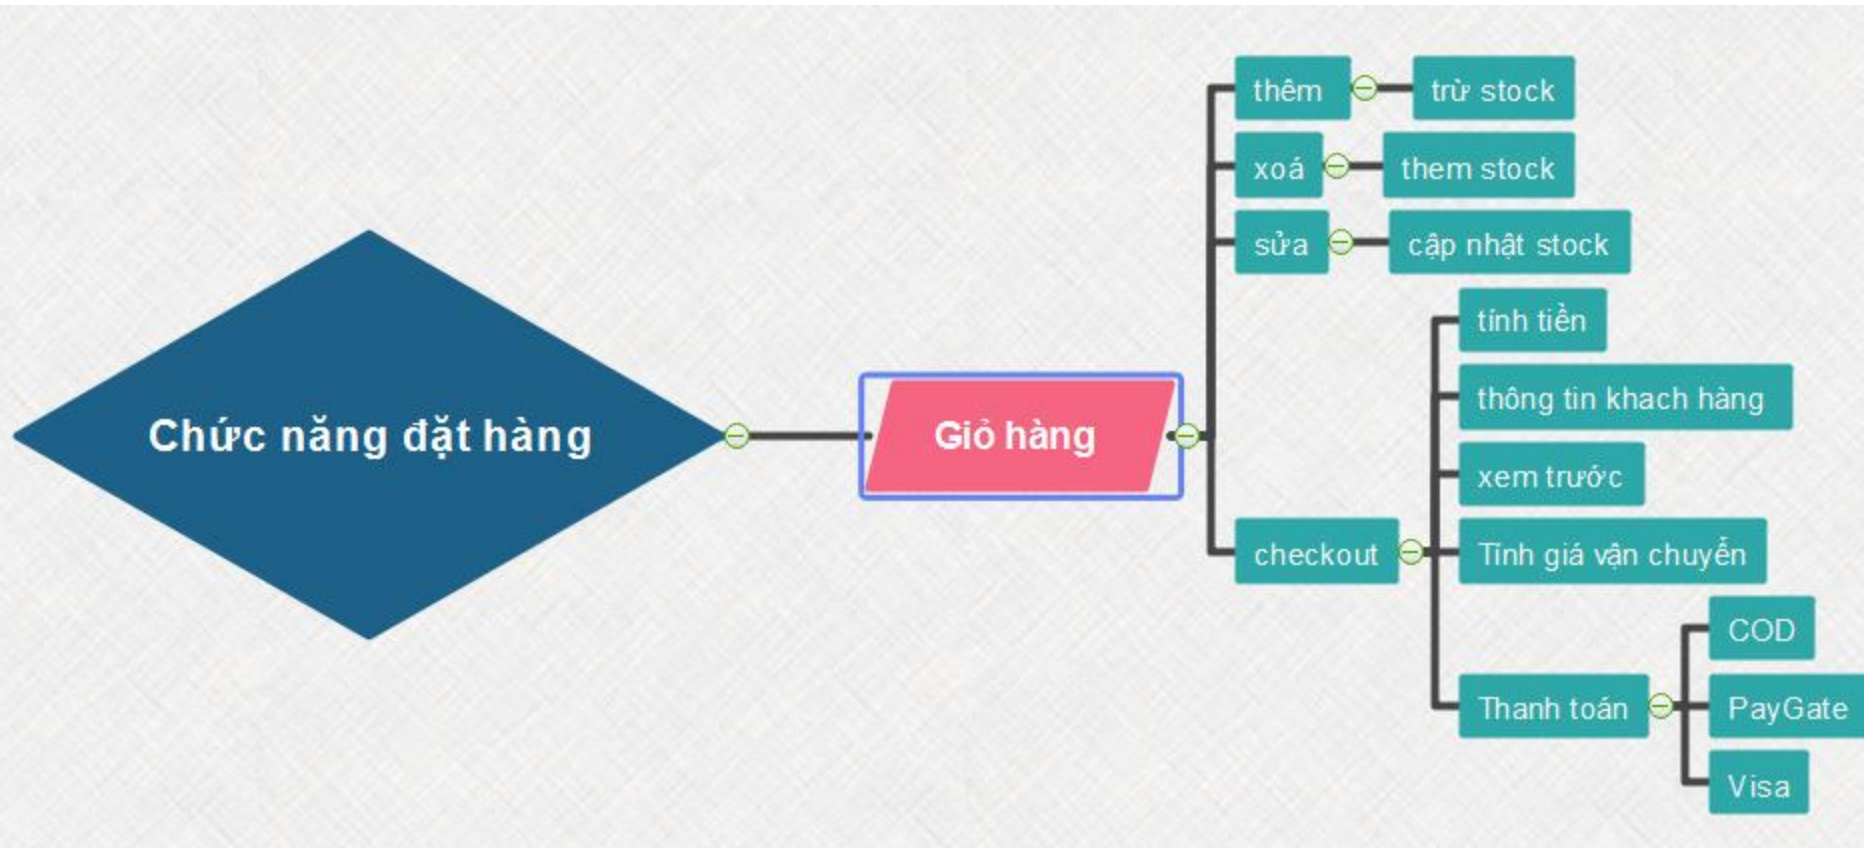 Chức năng đặt hàng
Giỏ hàng
thêm
trừ stock
xoá
them stock
sửa
cập nhật stock
checkout
tính tiền
thông tin khach hàng
xem trước
Tính giá vận chuyển
Thanh toán
COD
PayGate
Visa